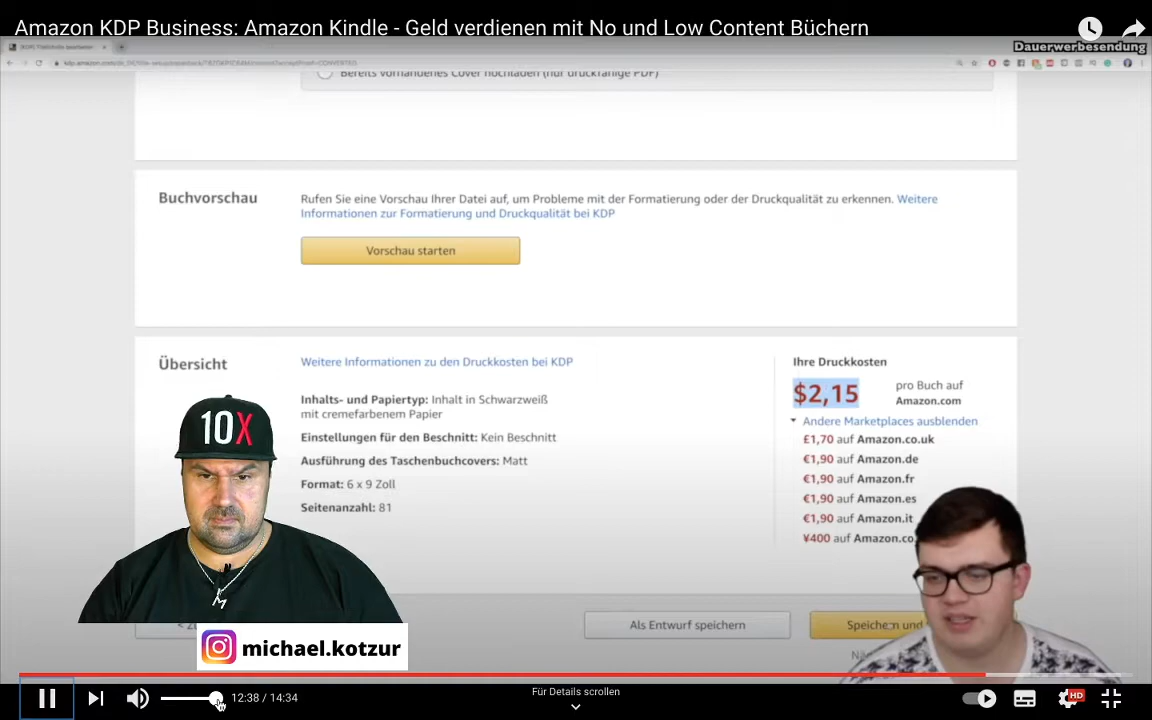 Amazon KDP Business: Amazon Kindle - Geld verdienen mit No und Low Content Büchern
Dauerwerbesendung
Bereits vorhandenes Cover hochladen (nur druckfähige PDF)
Buchvorschau
Rufen Sie eine Vorschau Ihrer Datei auf, um Probleme mit der Formatierung oder der Druckqualität zu erkennen. Weitere
Informationen zur Formatierung und Druckqualität bei KDP
Vorschau starten
Übersicht
Weitere Informationen zu den Druckkosten bei KDP
Inhalts- und Papiertyp: Inhalt in Schwarzweiß
mit cremefarbenem Papier
Einstellungen für den Beschnitt: Kein Beschnitt
Ausführung des Taschenbuchcovers: Matt
Format: 6 x 9 Zoll
Seitenanzahl: 81
Ihre Druckkosten
$2,15 pro Buch auf
Amazon.com
Andere Marketplaces ausblenden
£1,70 auf Amazon.co.uk
€1,90 auf Amazon.de
€1,90 auf Amazon.fr
€1,90 auf Amazon.es
€1,90 auf Amazon.it
¥400 auf Amazon.co
10X
M
michael.kotzur
Als Entwurf speichern
Speichern und
12:38 / 14:34
Für Details scrollen
HD